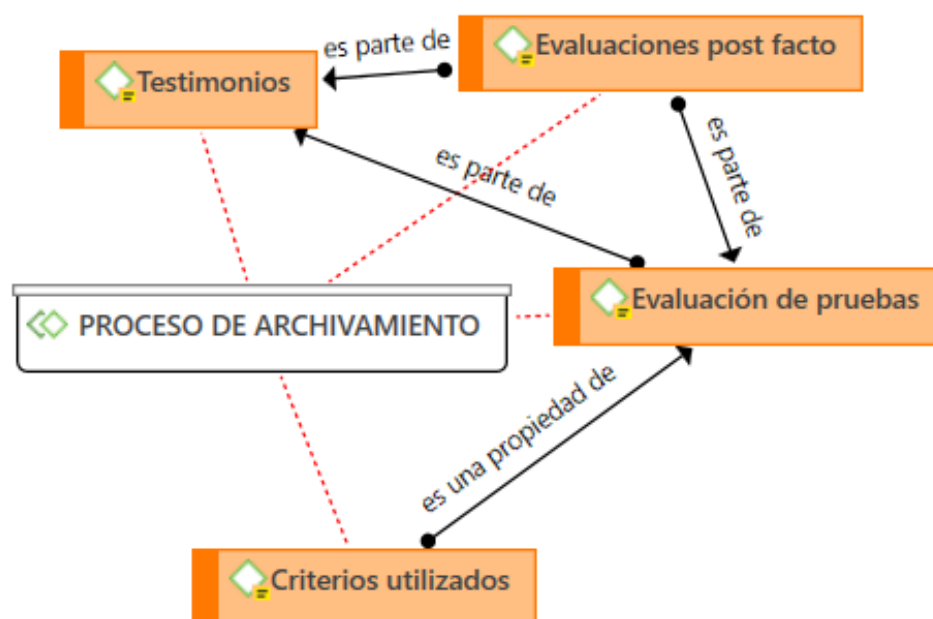 es parte de
Evaluaciones post facto
Testimonios
es parte de
es parte de
Evaluación de pruebas
PROCESO DE ARCHIVAMIENTO
es una propiedad de
Criterios utilizados